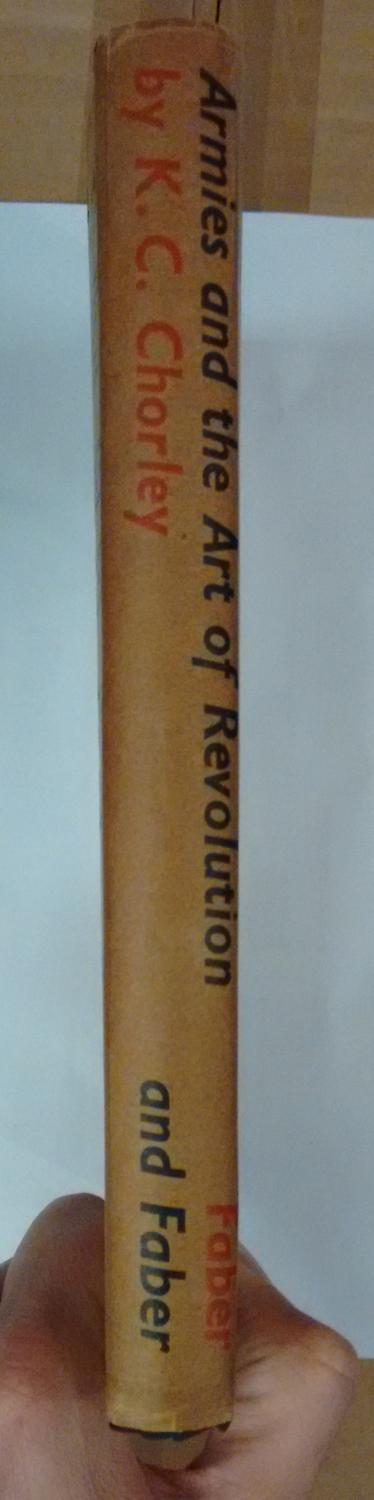 Armies and the Art of Revolution
by K. C. Chorley
Faber
and Faber